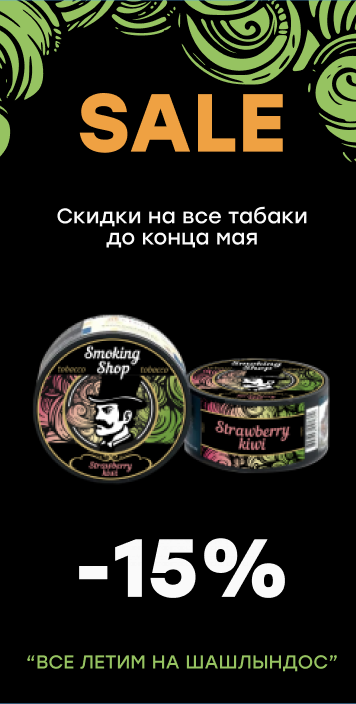 SALE
Скидки на все табаки
до конца мая
Smoking
Shop
tobacco
tobacco
Strawberry
kiwi
Smoking
Shop
Strawberry
kiwi
-15%
“ВСЕ ЛЕТИМ НА ШАШЛЫНДОС”